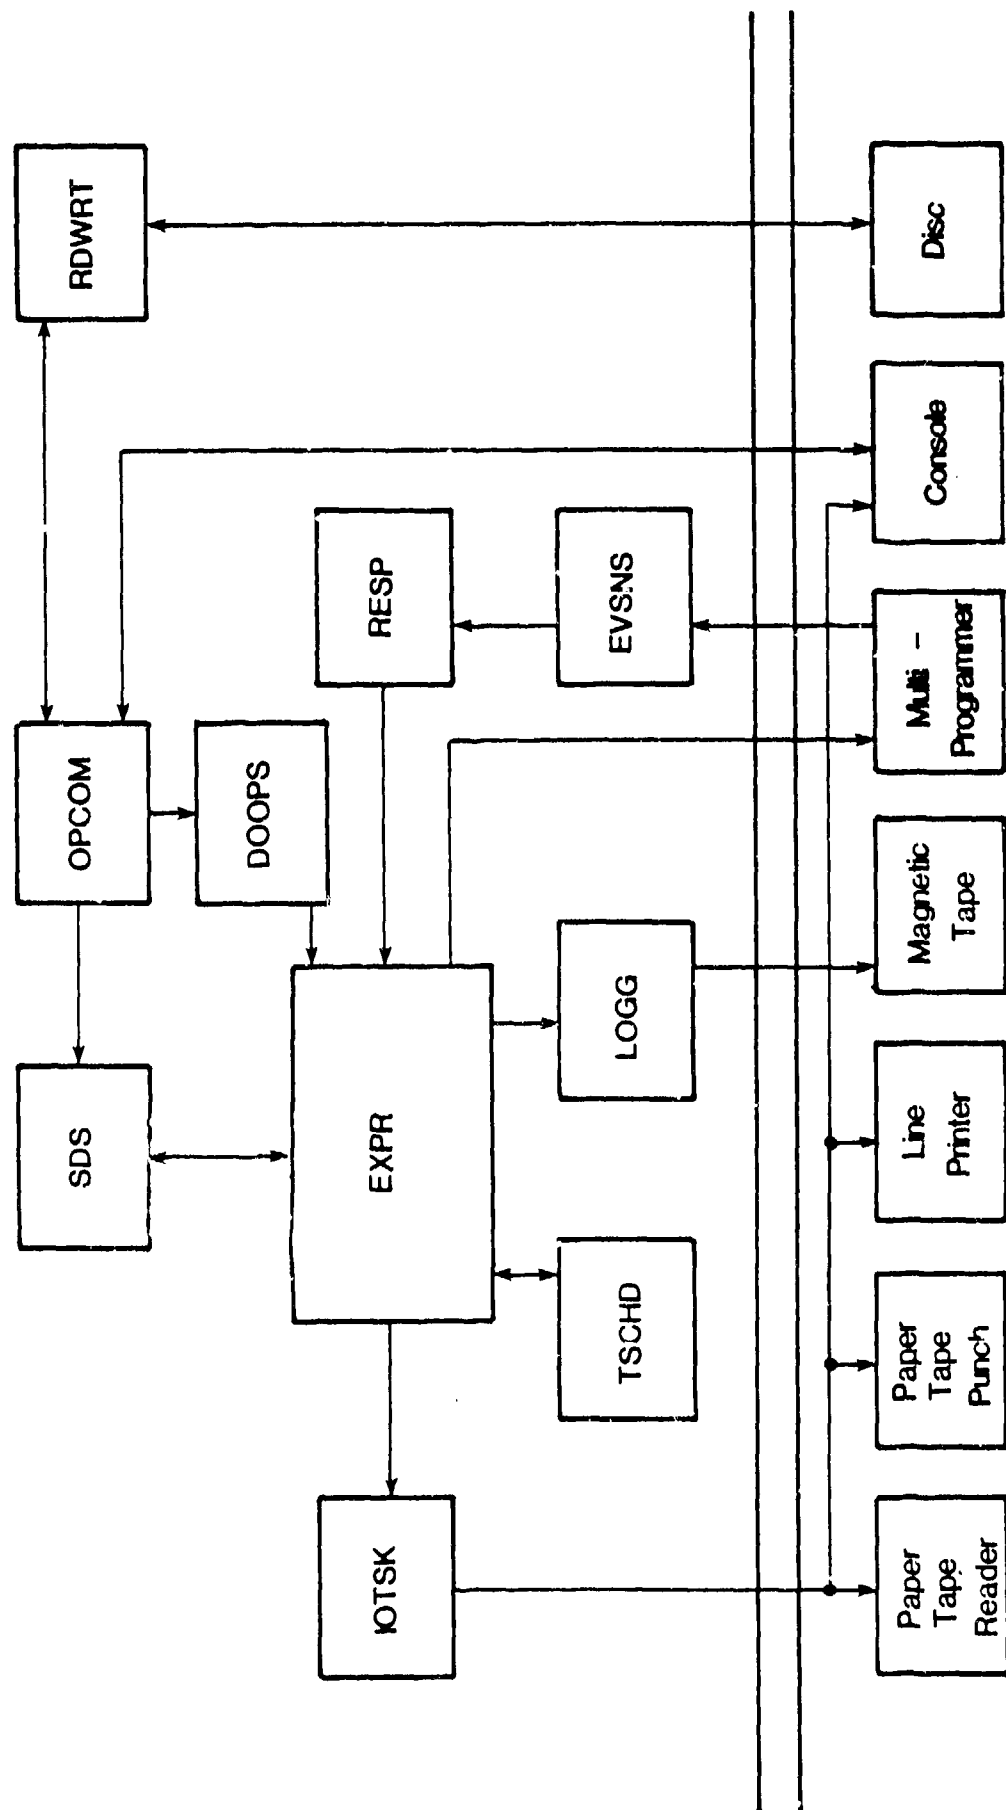 SDS
OPCOM
RDWRT
DOOPS
IOTSK
EXPR
RESP
TSCHD
LOGG
EVSNS
Paper
Tape
Reader
Paper
Tape
Punch
Line
Printer
Magnetic
Tape
Multi -
Programmer
Console
Disc